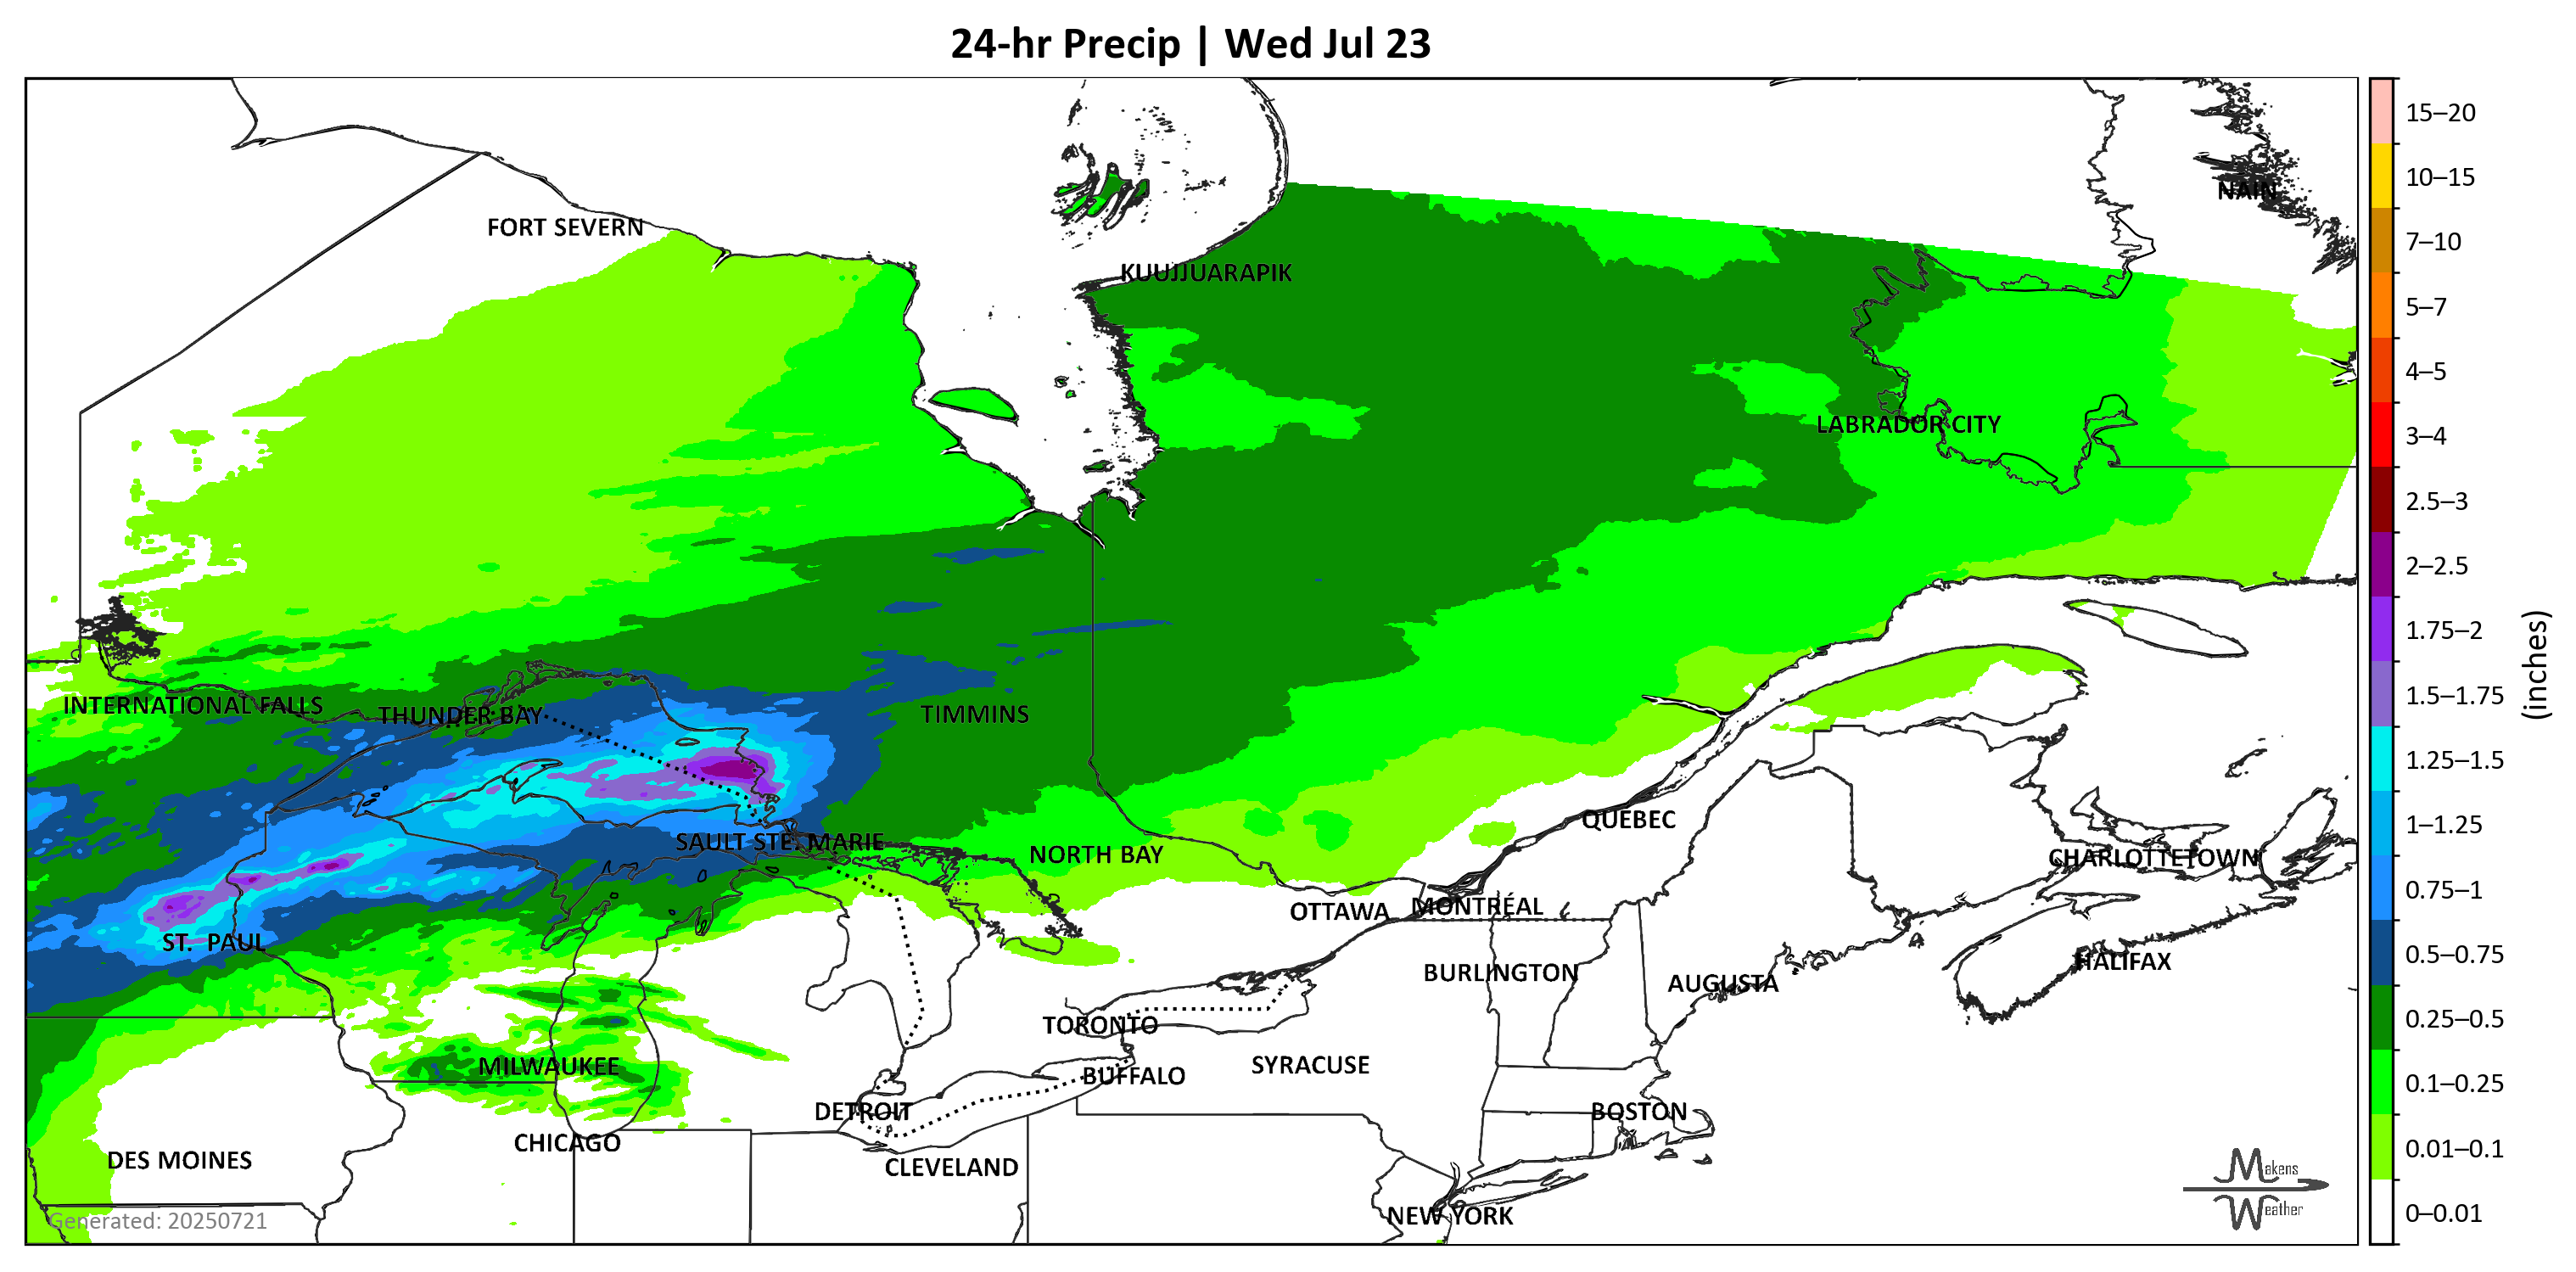 24-hr Precip | Wed Jul 23
15–20
10–15
NAIN
FORT SEVERN
7–10
KUUJJUARAPIK
5–7
4–5
LABRADOR CITY
3–4
2.5–3
2–2.5
1.75–2
1.5–1.75
(inches)
INTERNATIONAL FALLS
THUNDER BAY
TIMMINS
1.25–1.5
QUÉBEC
1–1.25
SAULT STE. MARIE
NORTH BAY
CHARLOTTETOWN
0.75–1
OTTAWA
MONTRÉAL
ST. PAUL
0.5–0.75
HALIFAX
BURLINGTON
AUGUSTA
TORONTO
0.25–0.5
MILWAUKEE
BUFFALO
SYRACUSE
0.1–0.25
DETROIT
BOSTON
CHICAGO
0.01–0.1
DES MOINES
CLEVELAND
Makens
Weather
0–0.01
NEW YORK
Generated: 20250721